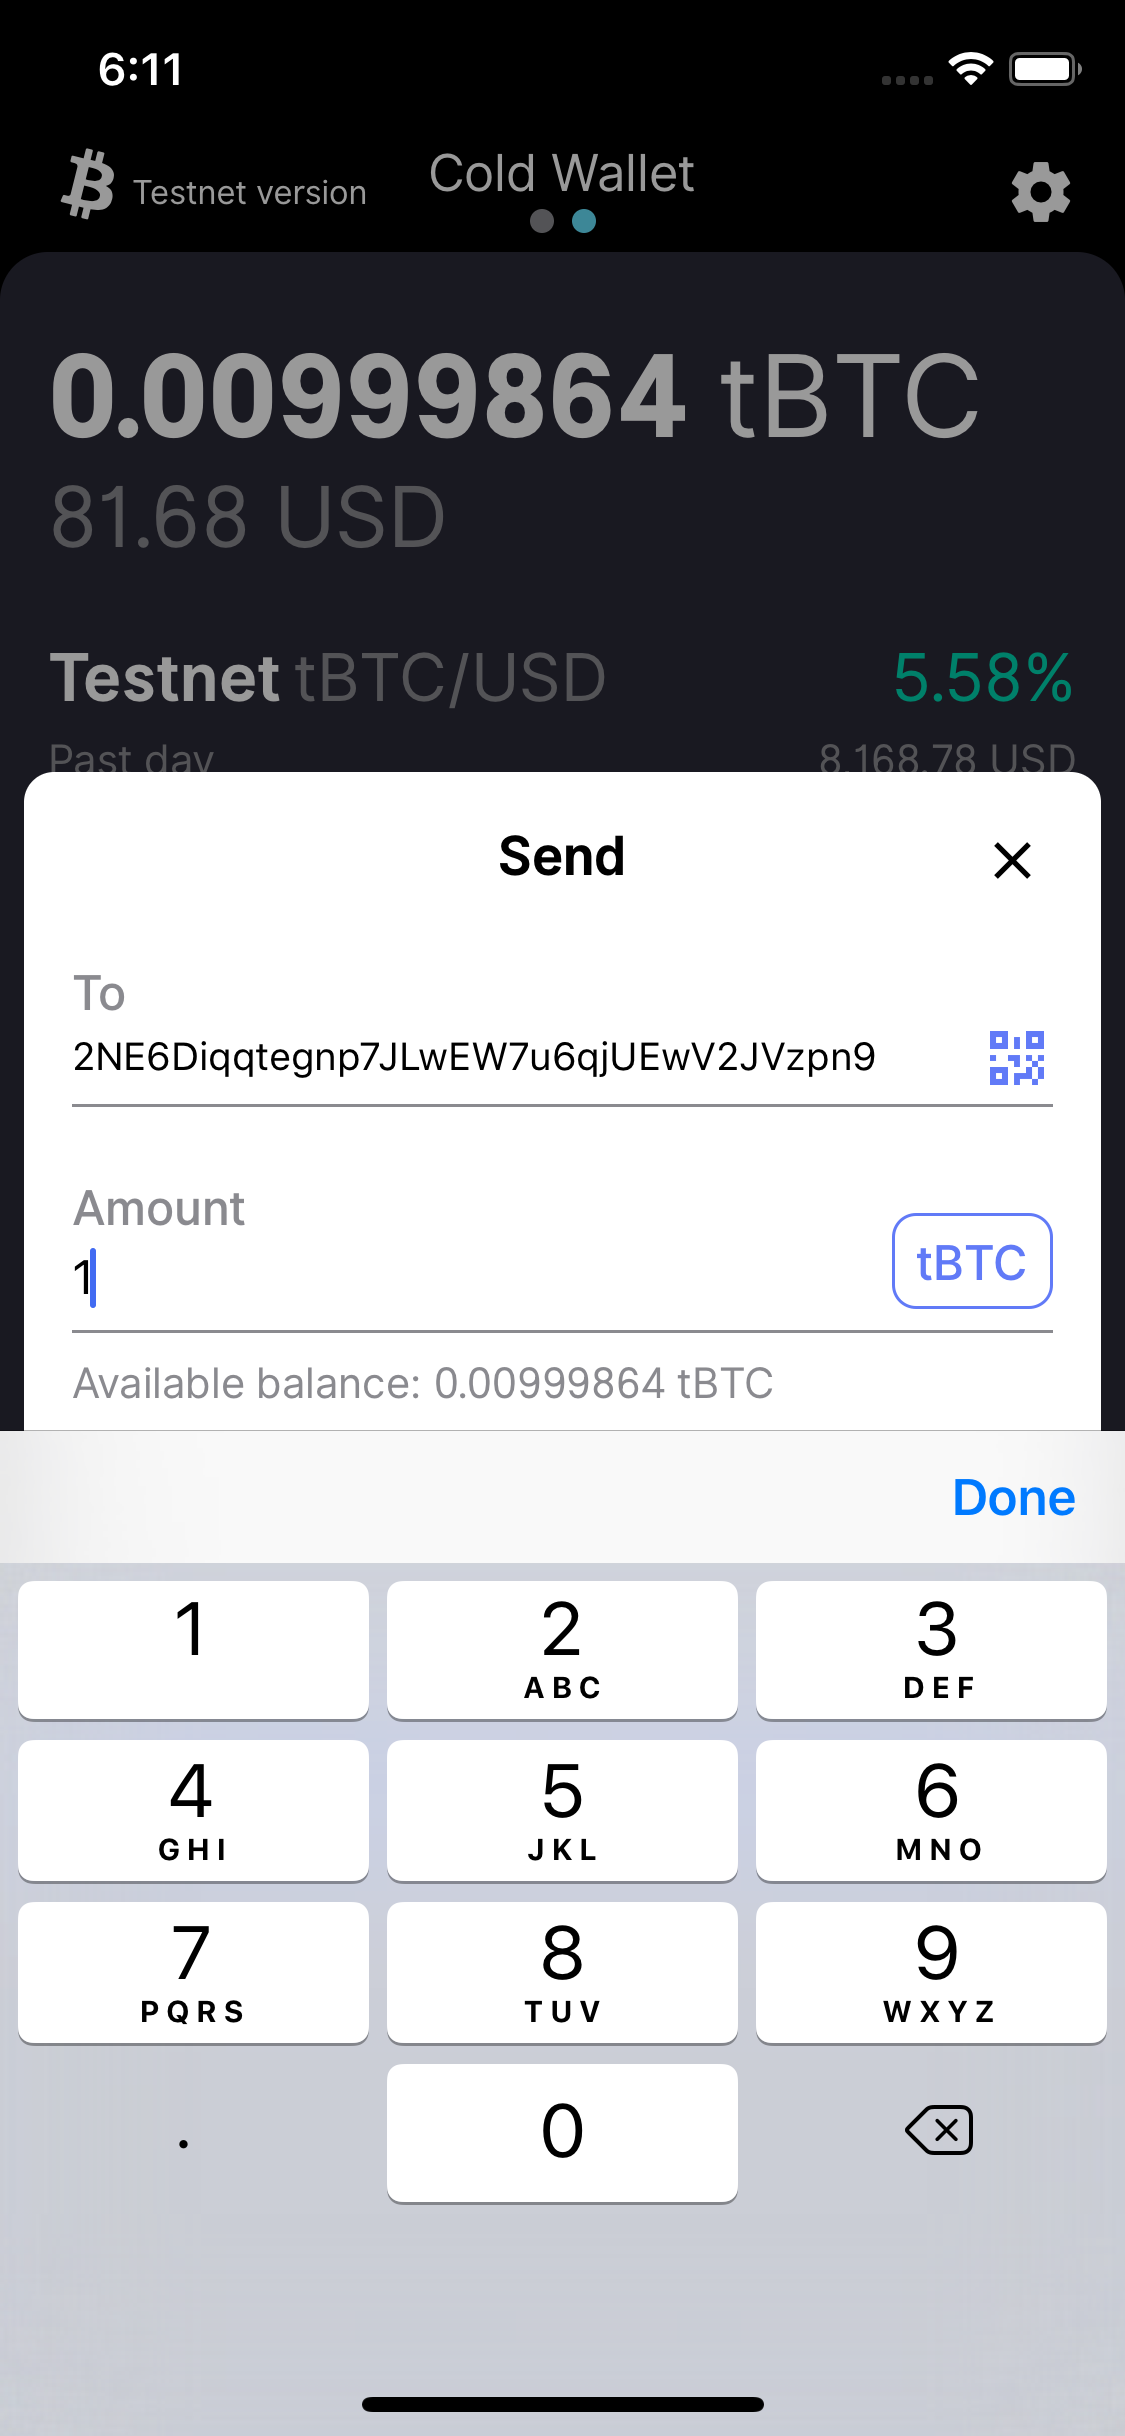 6:11
Testnet version
Cold Wallet
0.00999864 tBTC
81.68 USD
Testnet tBTC/USD 5.58%
Past day 8,168.78 USD
Send
To
2NE6Diqqtegnp7JLwEW7u6qjUEwV2JVzpn9
Amount
1
tBTC
Available balance: 0.00999864 tBTC
Done
1 2 3
ABC DEF
4 5 6
GHI JKL MNO
7 8 9
PQRS TUV WXYZ
. 0